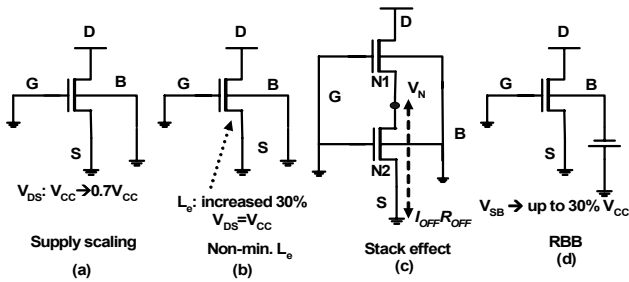 D
G
B
S
V_DS: V_CC→0.7V_CC
Supply scaling
(a)
D
G
B
S
L_e: increased 30%
V_DS=V_CC
Non-min. L_e
(b)
D
N1
V_N
G
B
N2
S
I_OFF R_OFF
Stack effect
(c)
D
G
B
S
V_SB → up to 30% V_CC
RBB
(d)